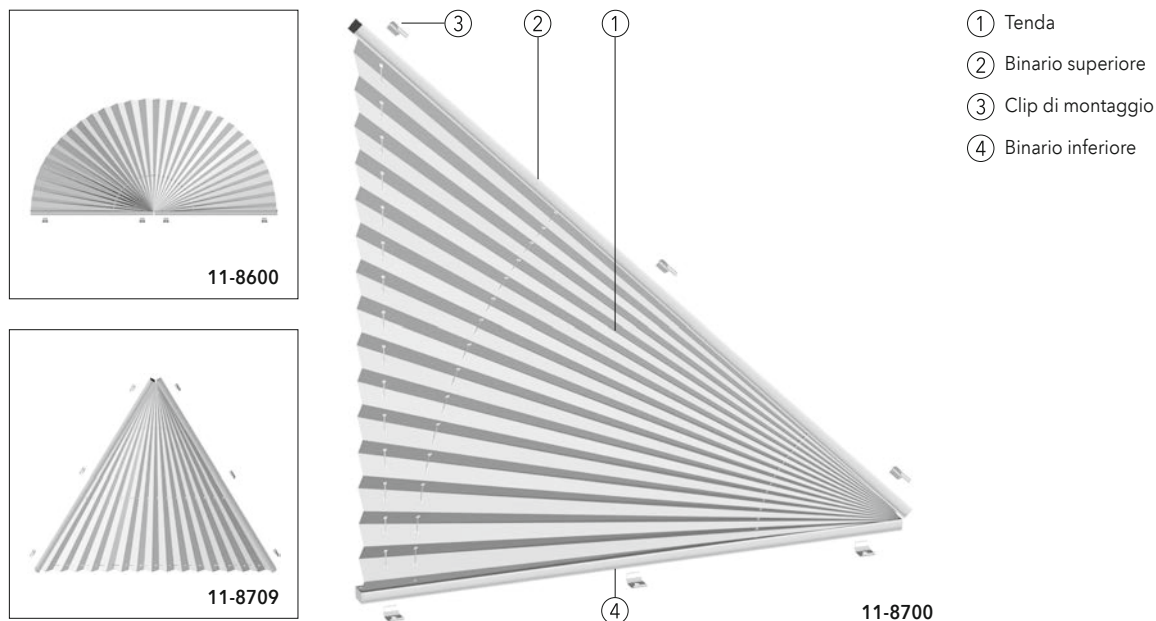 11-8600
11-8709
3
2
1
4
11-8700
1 Tenda
2 Binario superiore
3 Clip di montaggio
4 Binario inferiore